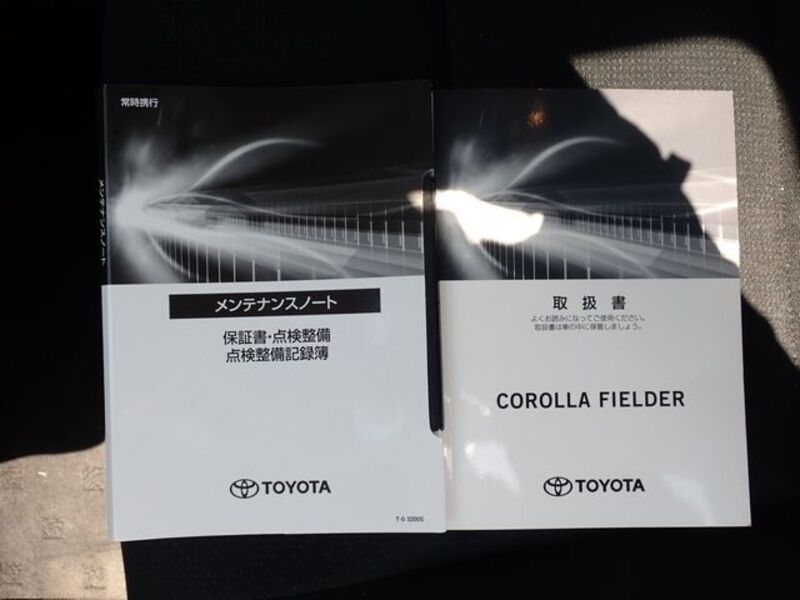 常時携行
メンテナンスノート
メンテナンスノート
保証書・点検整備
点検整備記録簿
TOYOTA
T-0 32005
取扱書
よくお読みになってご使用ください。
取扱書は車の中に保管しましょう。
COROLLA FIELDER
TOYOTA